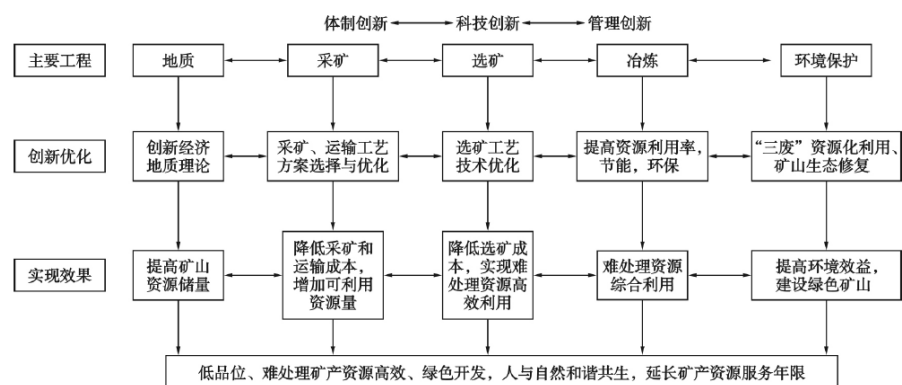 体制创新 科技创新 管理创新
主要工程 地质 采矿 选矿 冶炼 环境保护
创新优化
创新经济
地质理论
采矿、运输工艺
方案选择与优化
选矿工艺
技术优化
提高资源利用率，
节能，环保
“三废”资源化利用、
矿山生态修复
实现效果
提高矿山
资源储量
降低采矿和
运输成本，
增加可利用
资源量
降低选矿成
本，实现难
处理资源高
效利用
难处理资源
综合利用
提高环境效益，
建设绿色矿山
低品位、难处理矿产资源高效、绿色开发，人与自然和谐共生，延长矿产资源服务年限